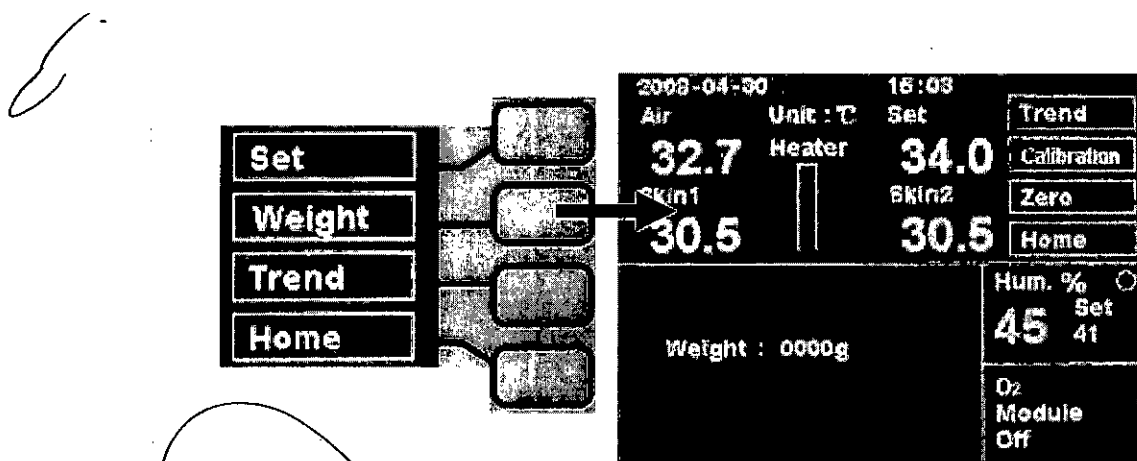 Set
Weight
Trend
Home
2008-04-30 16:03
Air Unit : ℃ Set
32.7 Heater 34.0
Skin1 Skin2
30.5 30.5
Trend
Calibration
Zero
Home
Hum. %
45 Set
41
Weight : 0000g
O₂
Module
Off